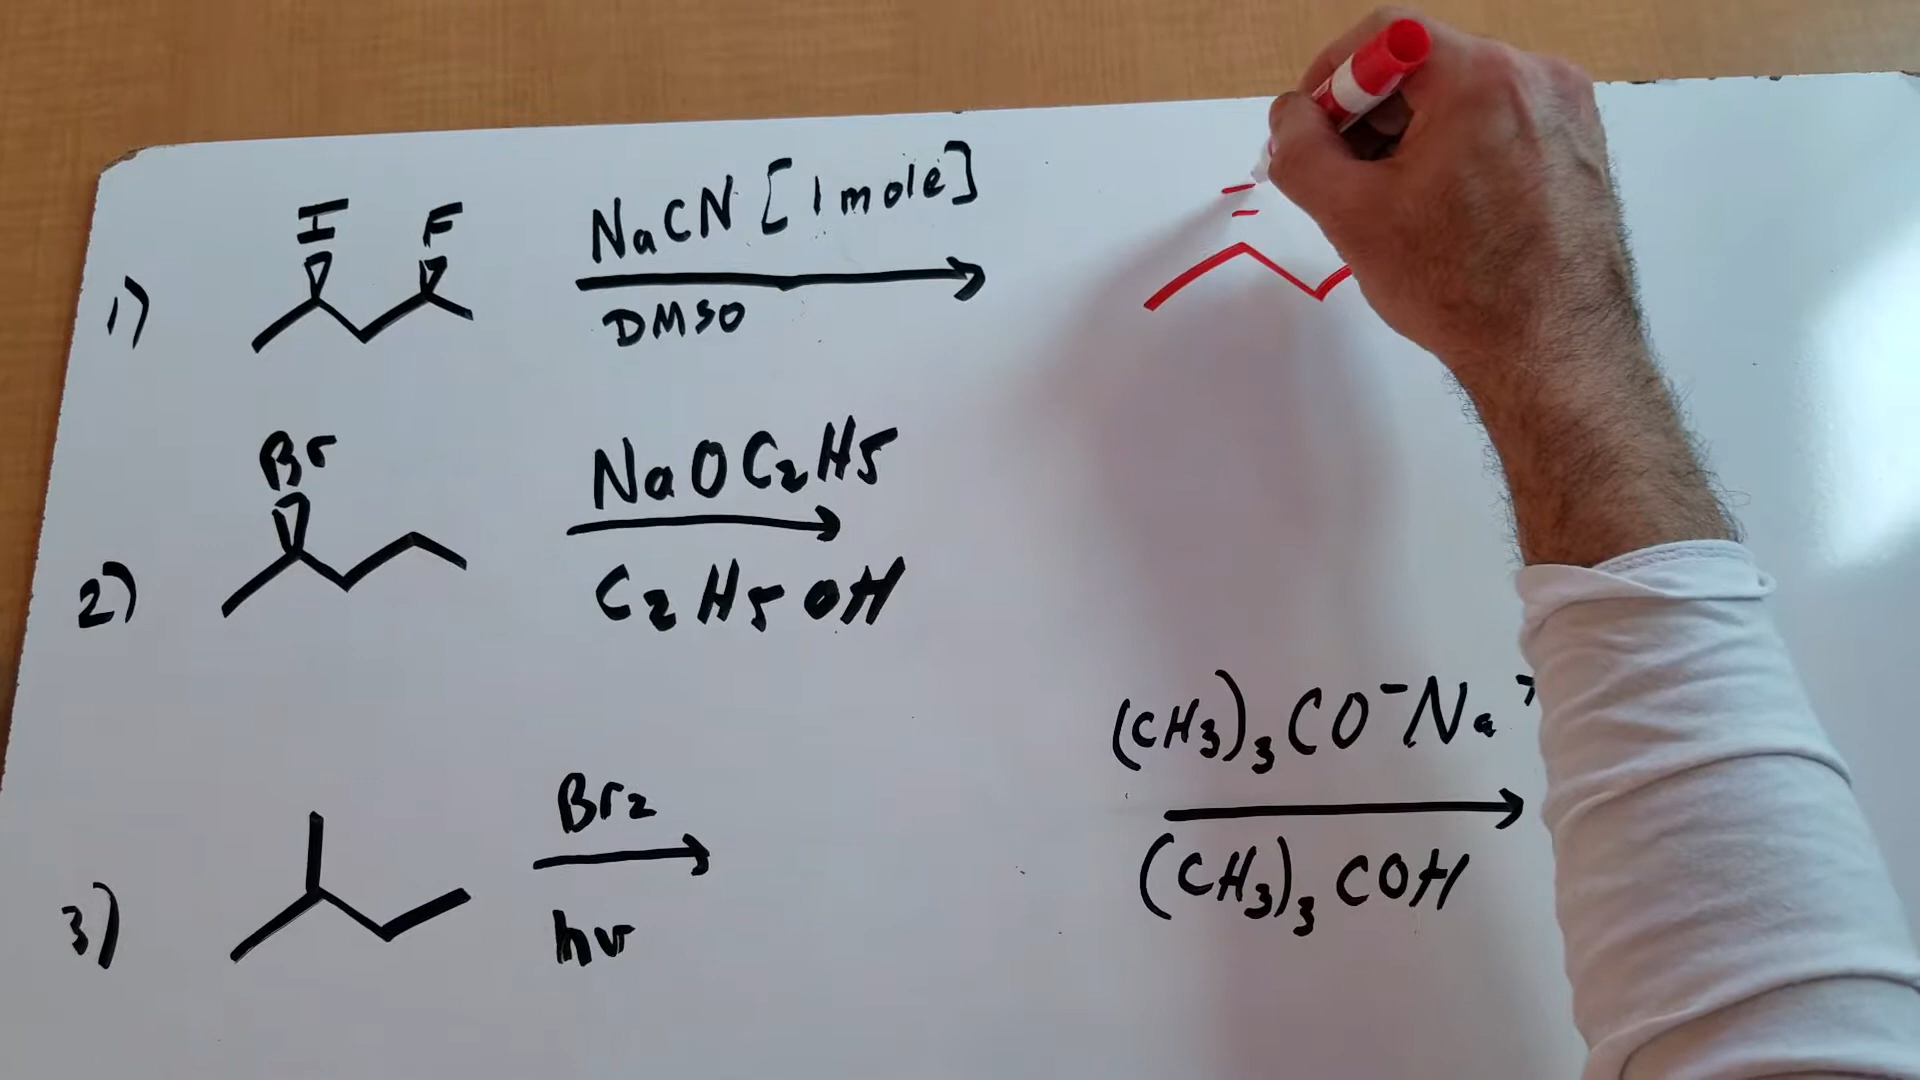 1) I F NaCN [1 mole]
DMSO
2) Br NaOC2H5
C2H5OH
3) Br2
hν
(CH3)3CO⁻Na⁺
(CH3)3COH